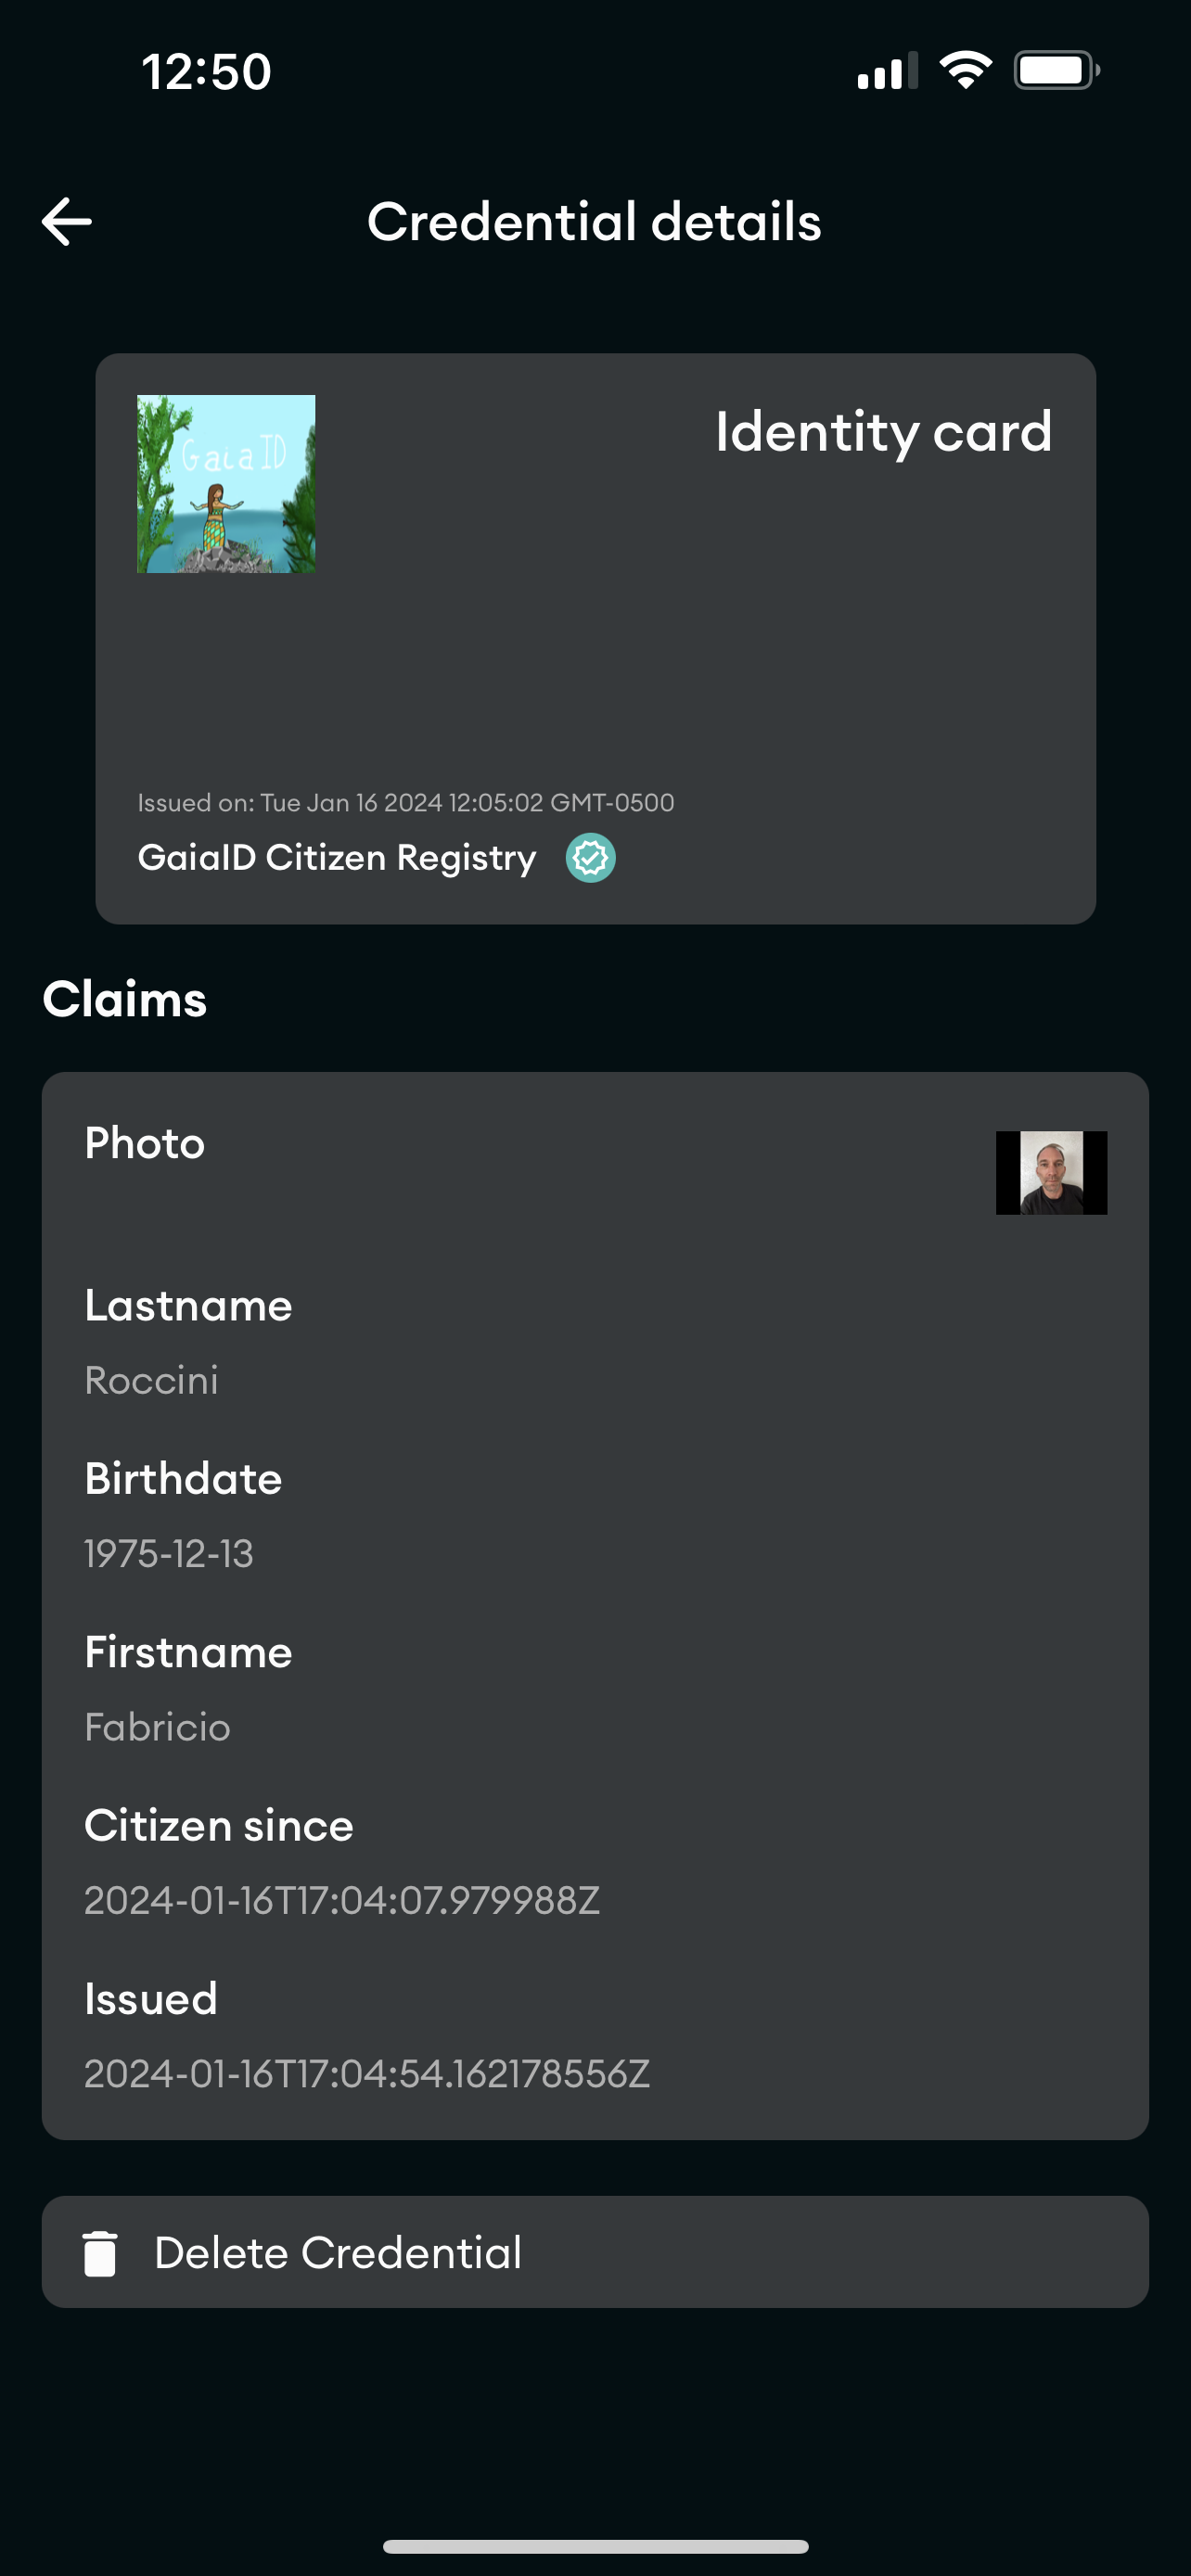 12:50
Credential details
Gaia ID
Identity card
Issued on: Tue Jan 16 2024 12:05:02 GMT-0500
GaiaID Citizen Registry
Claims
Photo
Lastname
Roccini
Birthdate
1975-12-13
Firstname
Fabricio
Citizen since
2024-01-16T17:04:07.979988Z
Issued
2024-01-16T17:04:54.162178556Z
Delete Credential